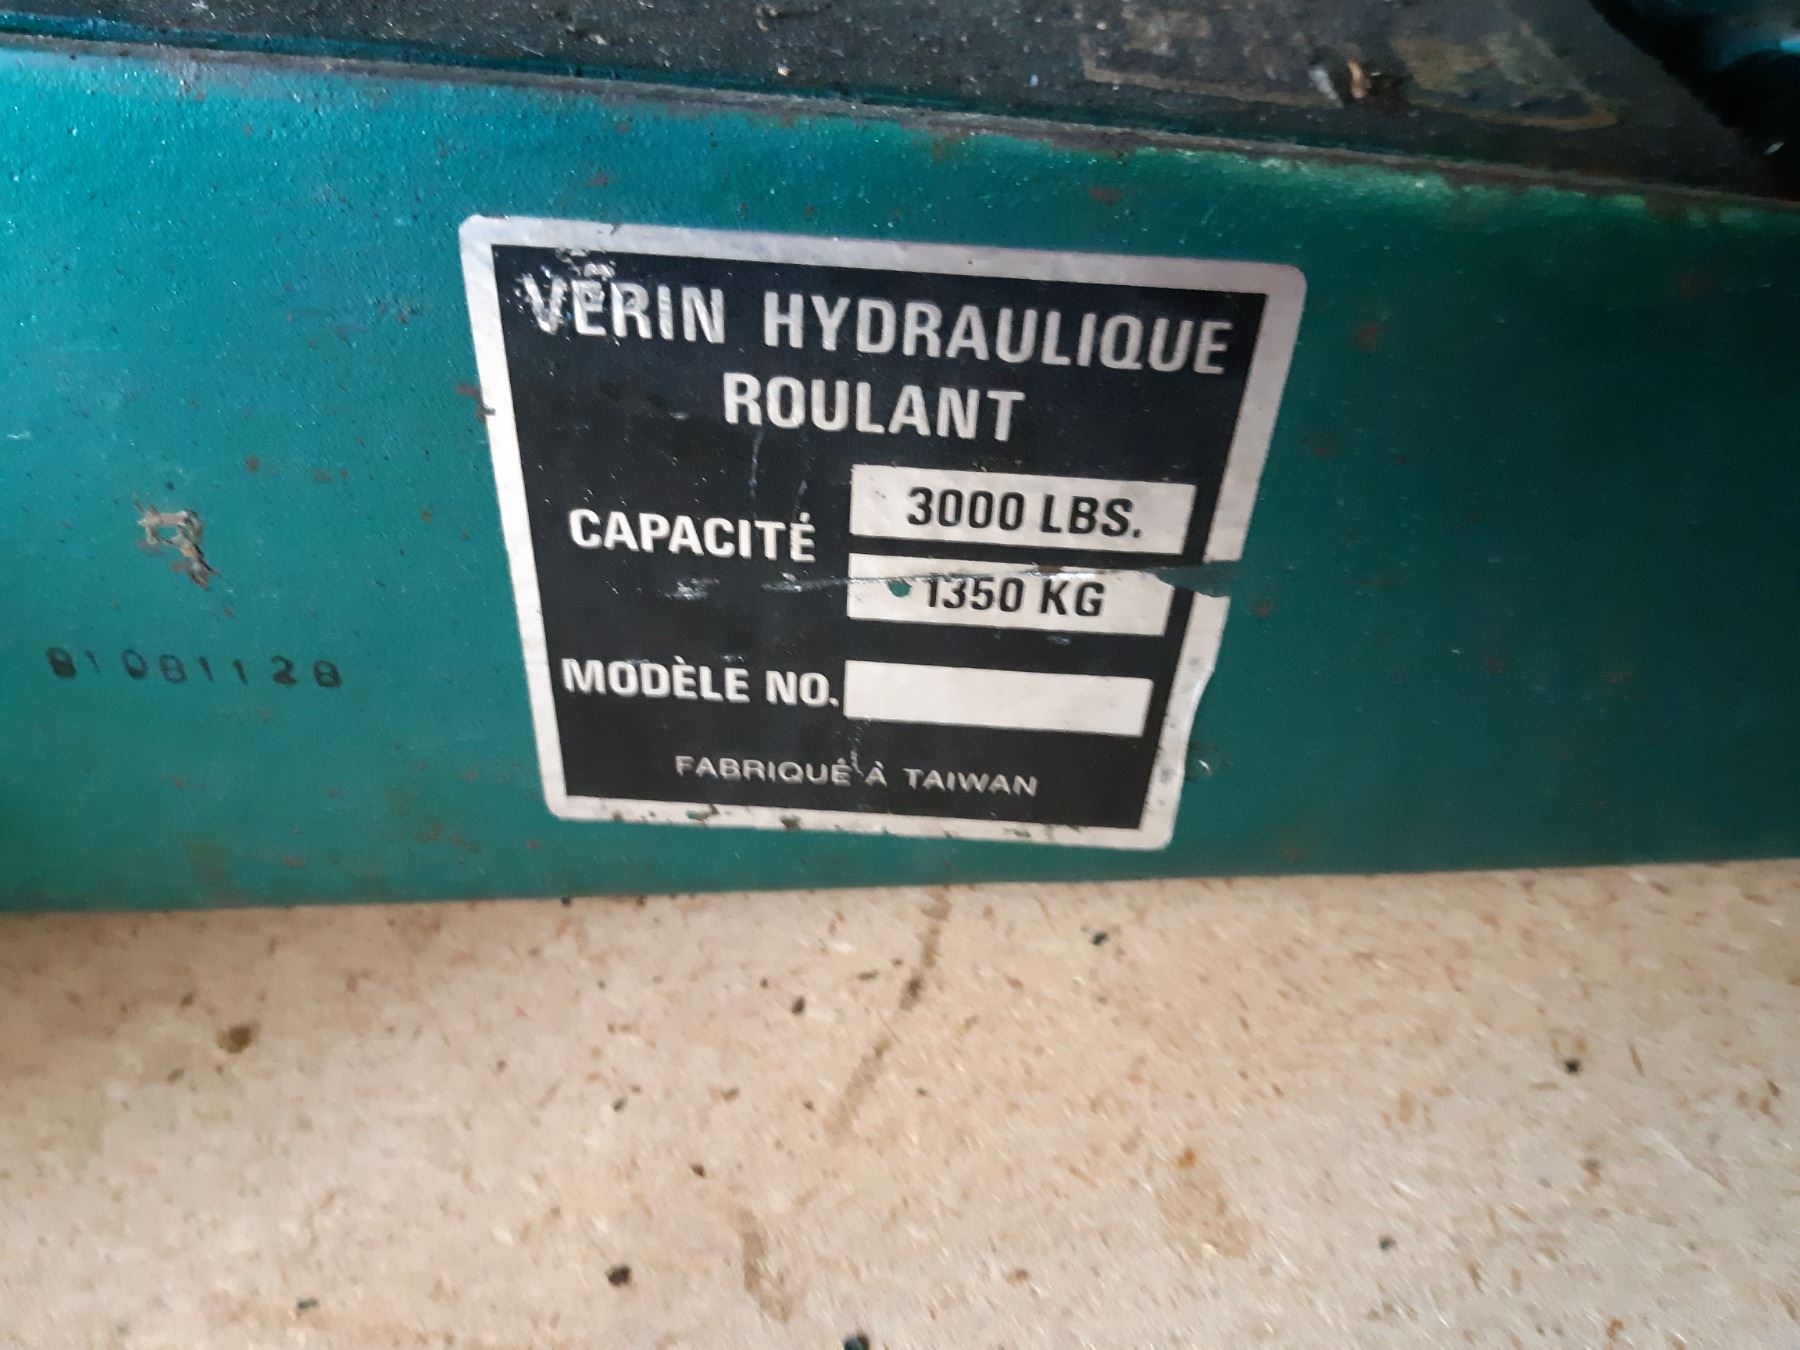 VÉRIN HYDRAULIQUE
ROULANT
CAPACITÉ
3000 LBS.
1350 KG
MODÈLE NO.
FABRIQUÉ À TAIWAN